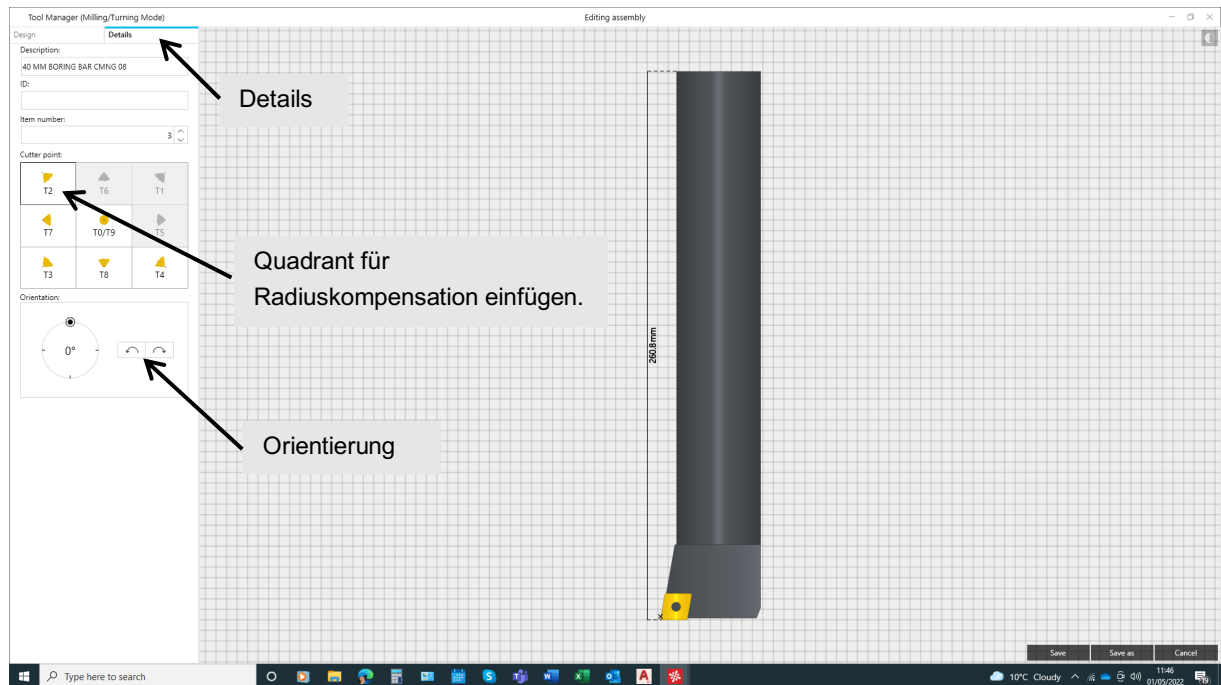 Tool Manager (Milling/Turning Mode)
Editing assembly
Design
Details
Description:
40 MM BORING BAR CMNG 08
ID:
Item number:
3
Cutter point:
T2
T6
T1
T7
T0/T9
T5
T3
T8
T4
Orientation:
0°
Details
Quadrant für
Radiuskompensation einfügen.
Orientierung
260.8mm
Save
Save as
Cancel
Type here to search
10°C Cloudy
11:46
01/05/2022
19